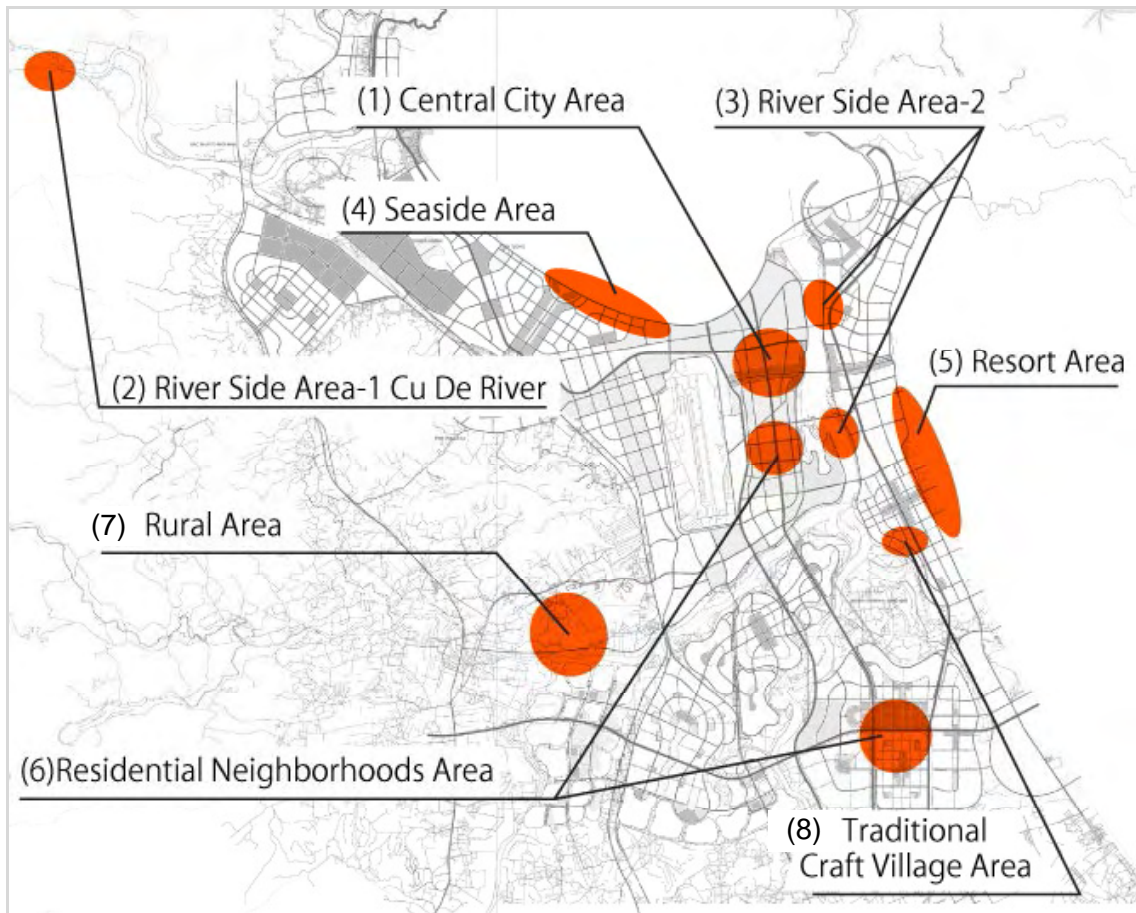 (1) Central City Area
(3) River Side Area-2
(4) Seaside Area
(5) Resort Area
(2) River Side Area-1 Cu De River
(7) Rural Area
(6)Residential Neighborhoods Area
(8) Traditional
Craft Village Area